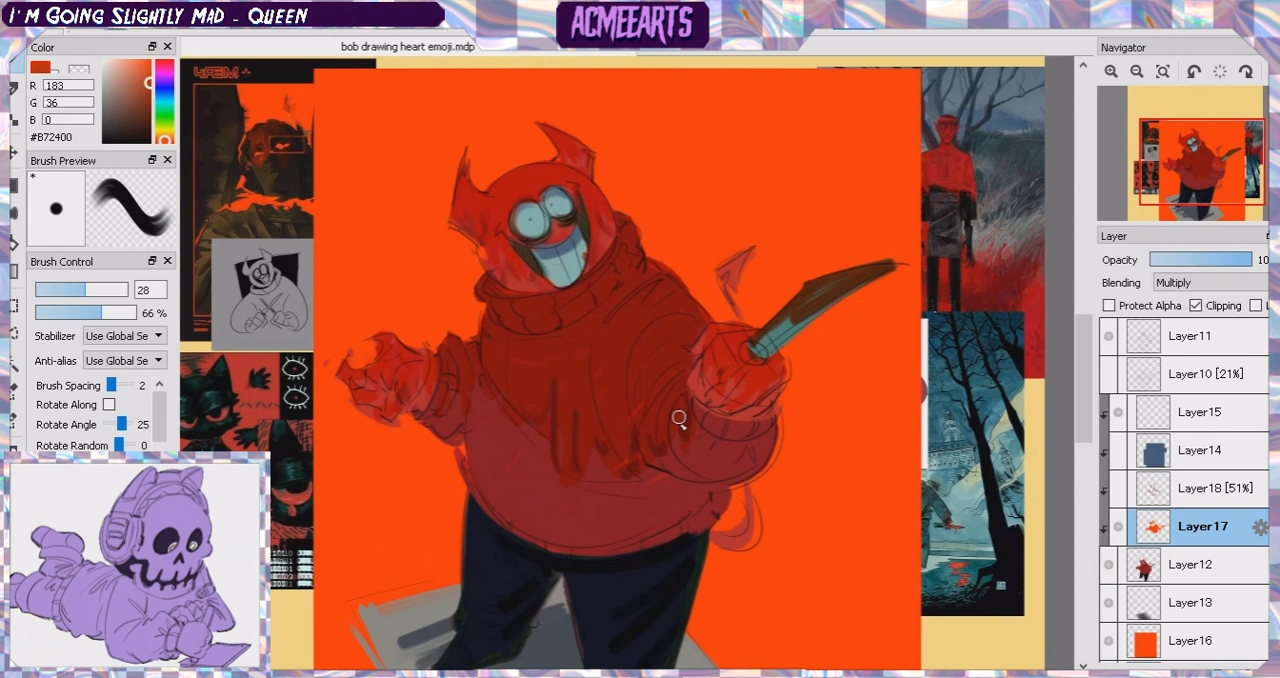 I'm Going Slightly Mad - Queen
ACMEEARTS
bob drawing heart emoji.mdp
Color
R 183
G 36
B 0
#B72400
Brush Preview
*
Brush Control
28
66 %
Stabilizer Use Global Se
Anti-alias Use Global Se
Brush Spacing 2
Rotate Along
Rotate Angle 25
Rotate Random 0
Navigator
Layer
Opacity 10
Blending Multiply
Protect Alpha Clipping
Layer11
Layer10 [21%]
Layer15
Layer14
Layer18 [51%]
Layer17
Layer12
Layer13
Layer16